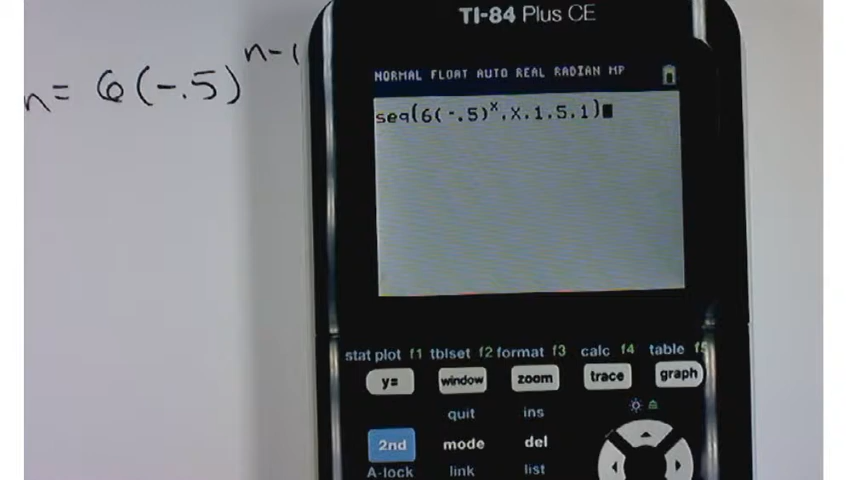 TI-84 Plus CE
n = 6(-.5)^{n-1}
NORMAL FLOAT AUTO REAL RADIAN MP
seq(6(-.5)^X,X,1,5,1)
stat plot f1 tblset f2 format f3 calc f4 table f5
y= window zoom trace graph
quit ins
2nd mode del
A-lock link list